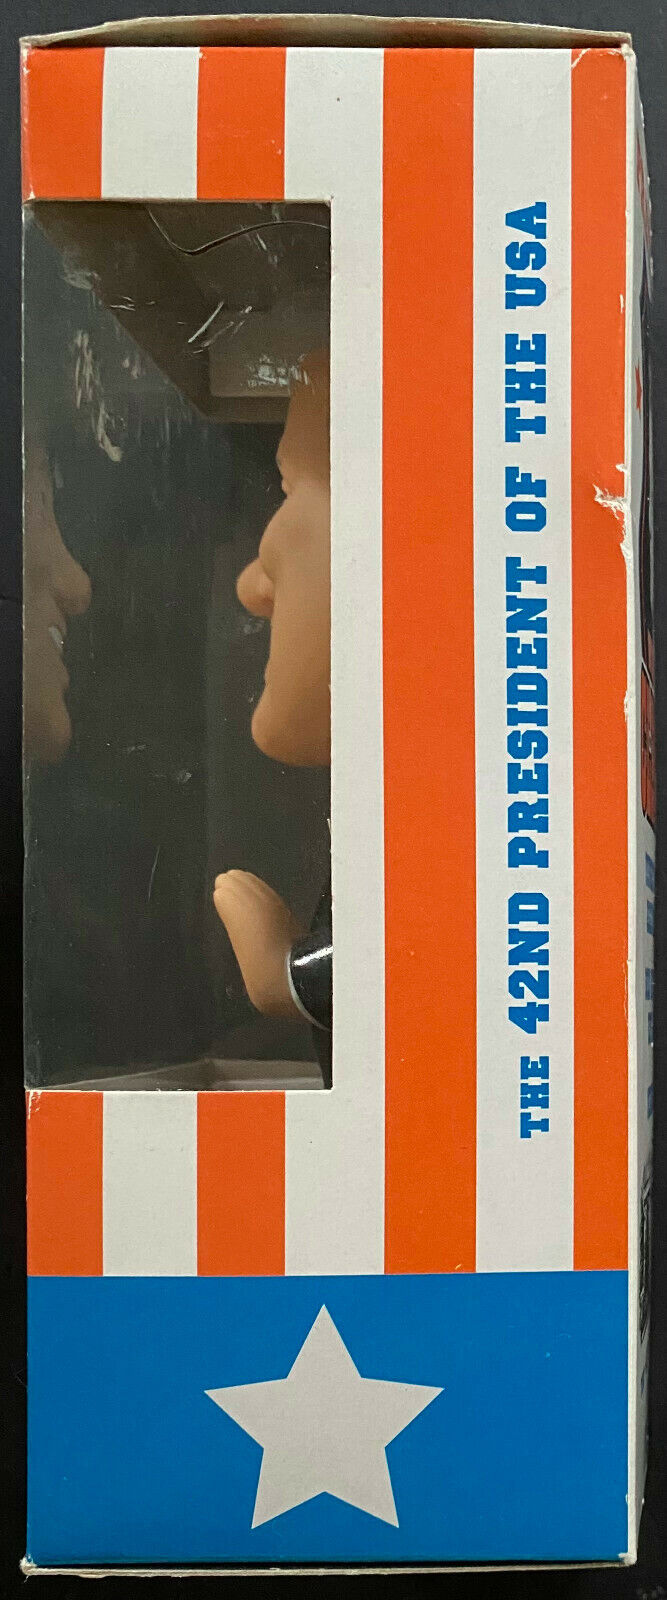 THE 42ND PRESIDENT OF THE USA